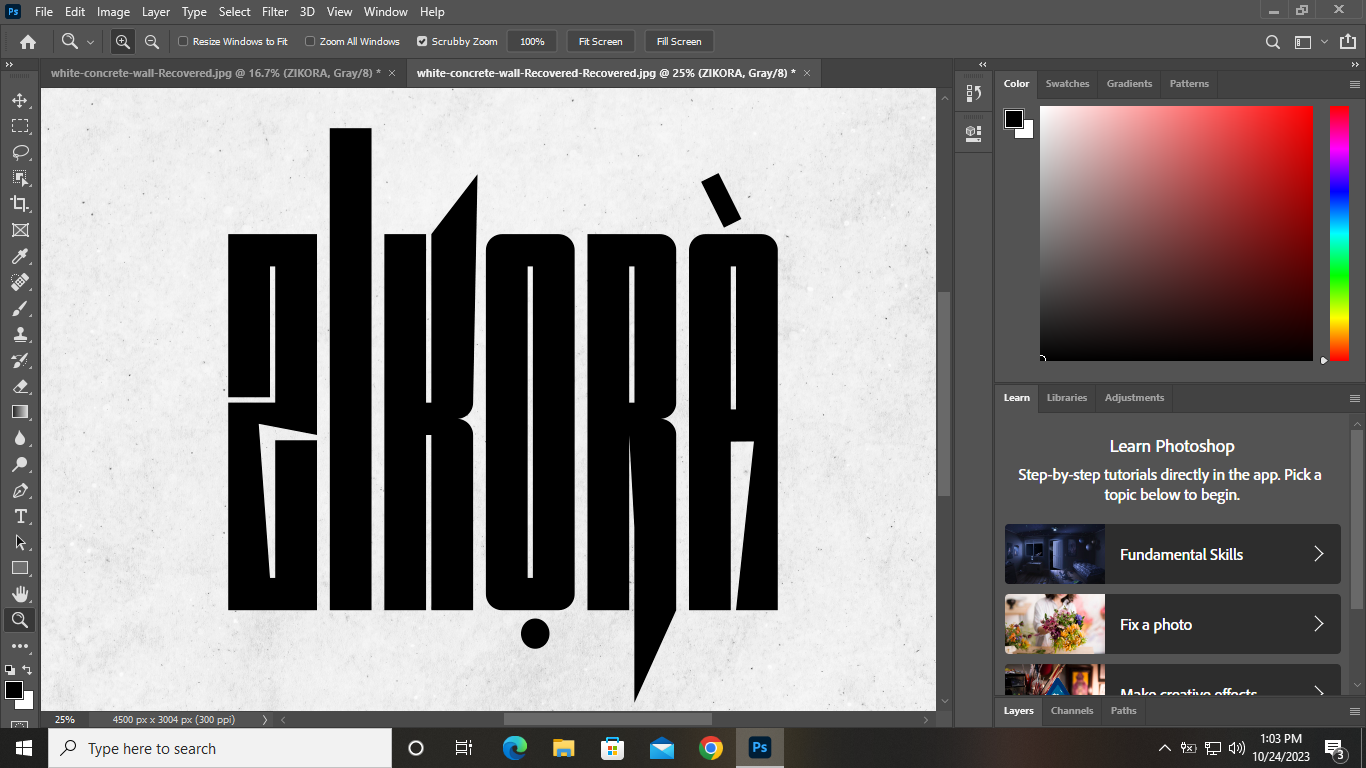 Ps File Edit Image Layer Type Select Filter 3D View Window Help
Resize Windows to Fit Zoom All Windows Scrubby Zoom 100% Fit Screen Fill Screen
white-concrete-wall-Recovered.jpg @ 16.7% (ZIKORA, Gray/8) * × white-concrete-wall-Recovered-Recovered.jpg @ 25% (ZIKORA, Gray/8) * ×
Color Swatches Gradients Patterns
ZIKỌRÀ
Learn Libraries Adjustments
Learn Photoshop
Step-by-step tutorials directly in the app. Pick a
topic below to begin.
Fundamental Skills
Fix a photo
Make creative effects
Layers Channels Paths
25% 4500 px x 3004 px (300 ppi)
Type here to search
Ps
1:03 PM
10/24/2023
3